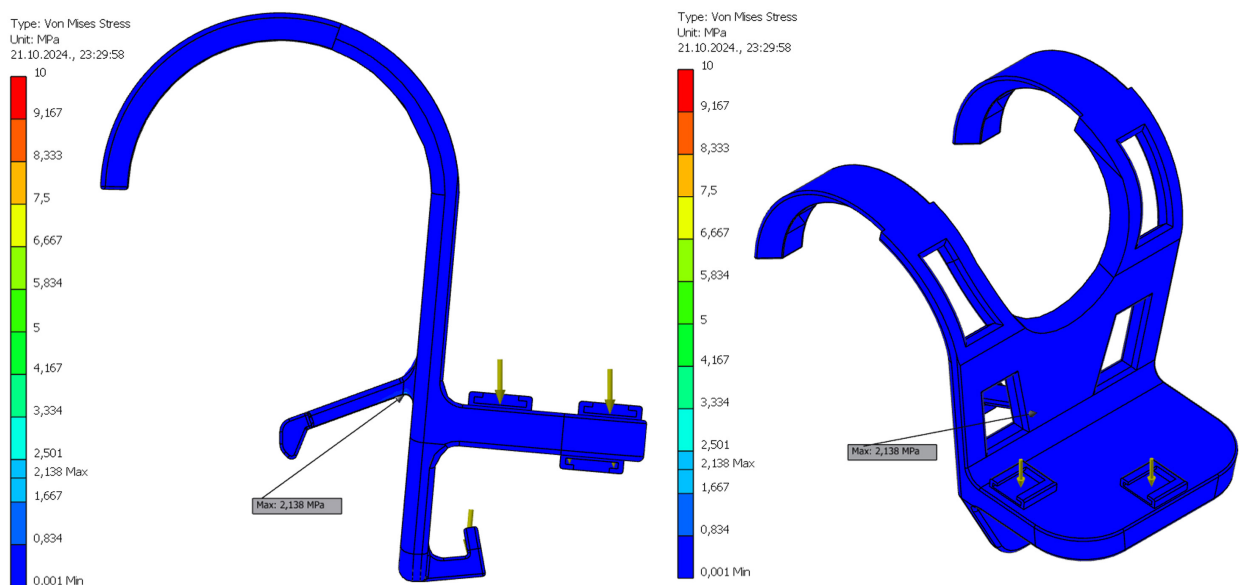 Type: Von Mises Stress
Unit: MPa
21.10.2024., 23:29:58
10
9,167
8,333
7,5
6,667
5,834
5
4,167
3,334
2,501
2,138 Max
1,667
0,834
0.001 Min
Max: 2,138 MPa
Type: Von Mises Stress
Unit: MPa
21.10.2024., 23:29:58
10
9,167
8,333
7,5
6,667
5,834
5
4,167
3,334
2,501
2,138 Max
1,667
0,834
0,001 Min
Max: 2,138 MPa